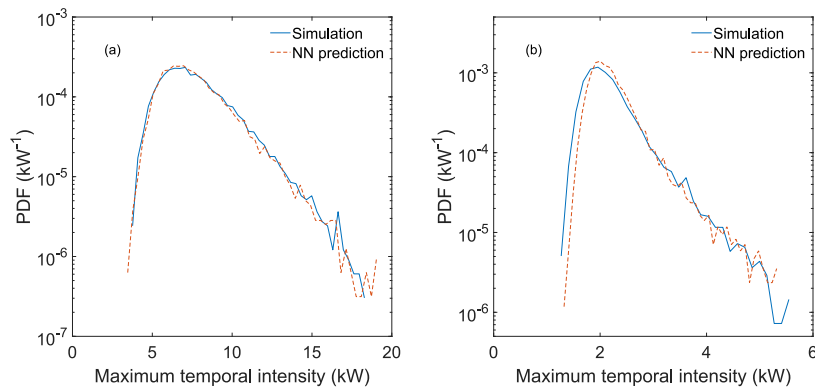 (a)
Simulation
NN prediction
10⁻³
10⁻⁴
10⁻⁵
10⁻⁶
10⁻⁷
PDF (kW⁻¹)
0 5 10 15 20
Maximum temporal intensity (kW)
(b)
Simulation
NN prediction
10⁻³
10⁻⁴
10⁻⁵
10⁻⁶
PDF (kW⁻¹)
0 2 4 6
Maximum temporal intensity (kW)